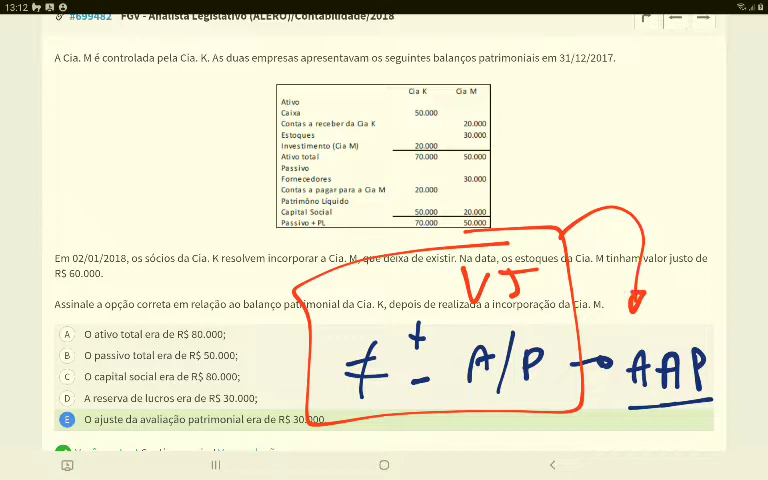 13:12
#699482 FGV - Analista Legislativo (ALERO)/Contabilidade/2018
A Cia. M é controlada pela Cia. K. As duas empresas apresentavam os seguintes balanços patrimoniais em 31/12/2017.
Cia K Cia M
Ativo
Caixa 50.000
Contas a receber da Cia K 20.000
Estoques 30.000
Investimento (Cia M) 20.000
Ativo total 70.000 50.000
Passivo
Fornecedores 30.000
Contas a pagar para a Cia M 20.000
Patrimônio Líquido
Capital Social 50.000 20.000
Passivo + PL 70.000 50.000
Em 02/01/2018, os sócios da Cia. K resolvem incorporar a Cia. M, que deixa de existir. Na data, os estoques da Cia. M tinham valor justo de
R$ 60.000.
VJ
Assinale a opção correta em relação ao balanço patrimonial da Cia. K, depois de realizada a incorporação da Cia. M.
A O ativo total era de R$ 80.000;
B O passivo total era de R$ 50.000;
≠ + - A/P → AAP
C O capital social era de R$ 80.000;
D A reserva de lucros era de R$ 30.000;
E O ajuste da avaliação patrimonial era de R$ 30.000